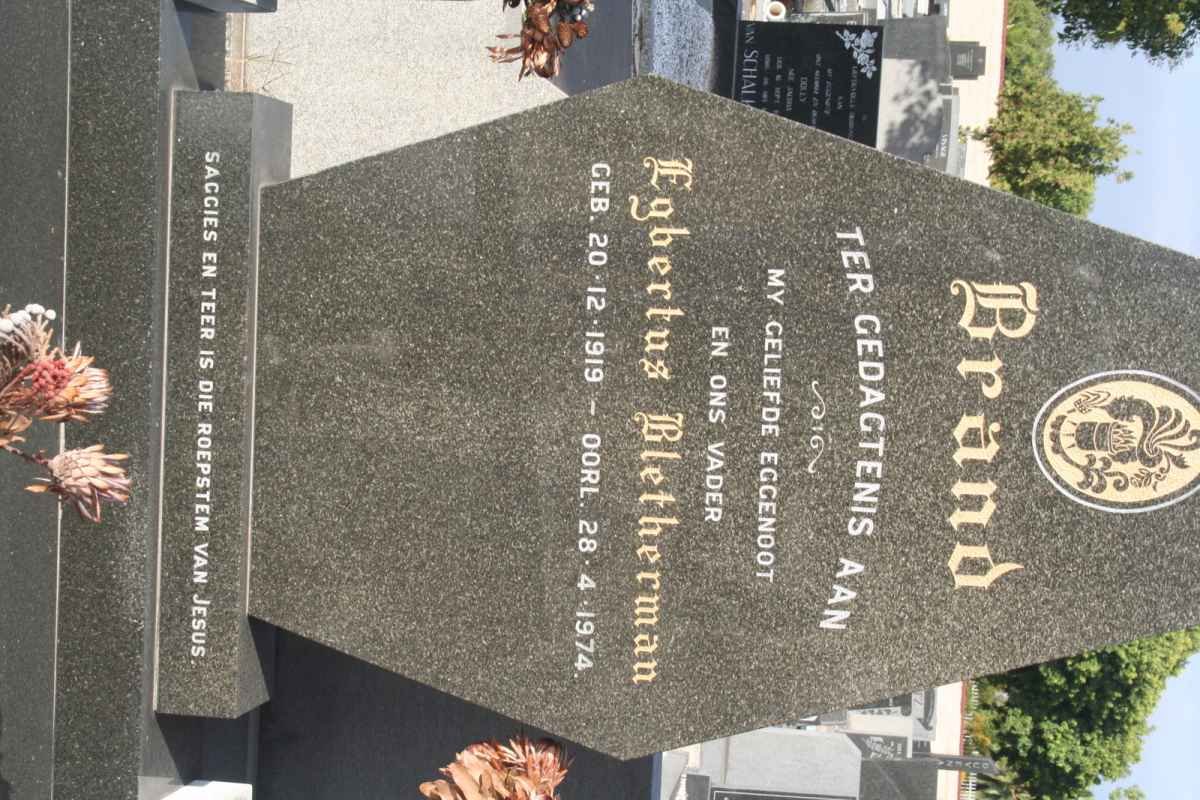 Brand
TER GEDAGTENIS AAN
MY GELIEFDE EGGENOOT
EN ONS VADER
Egbertus Bletherman
GEB. 20·12·1919 – OORL. 28·4·1974.
SAGGIES EN TEER IS DIE ROEPSTEM VAN JESUS.
DOLLY